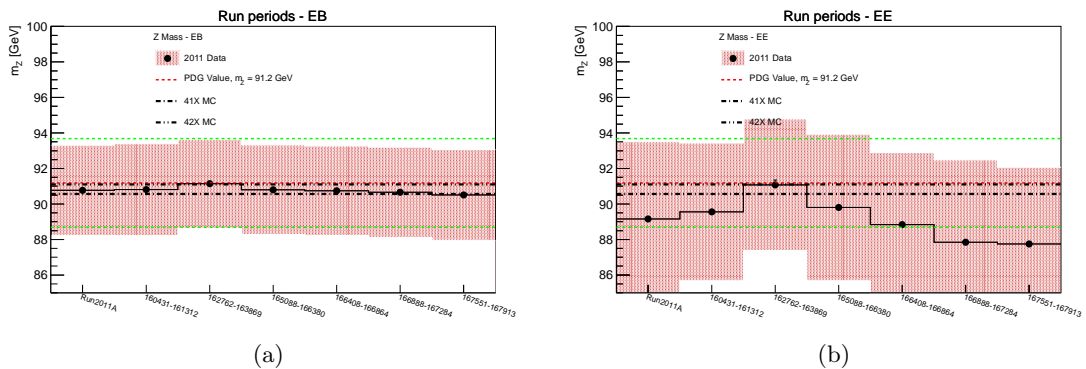 Run periods - EB
m_Z [GeV]
100
98
96
94
92
90
88
86
Z Mass - EB
2011 Data
PDG Value, m_Z = 91.2 GeV
41X MC
42X MC
Run2011A
160431-161312
162762-163869
165088-166380
166408-166864
166888-167284
167551-167913
(a)
Run periods - EE
m_Z [GeV]
100
98
96
94
92
90
88
86
Z Mass - EE
2011 Data
PDG Value, m_Z = 91.2 GeV
41X MC
42X MC
Run2011A
160431-161312
162762-163869
165088-166380
166408-166864
166888-167284
167551-167913
(b)